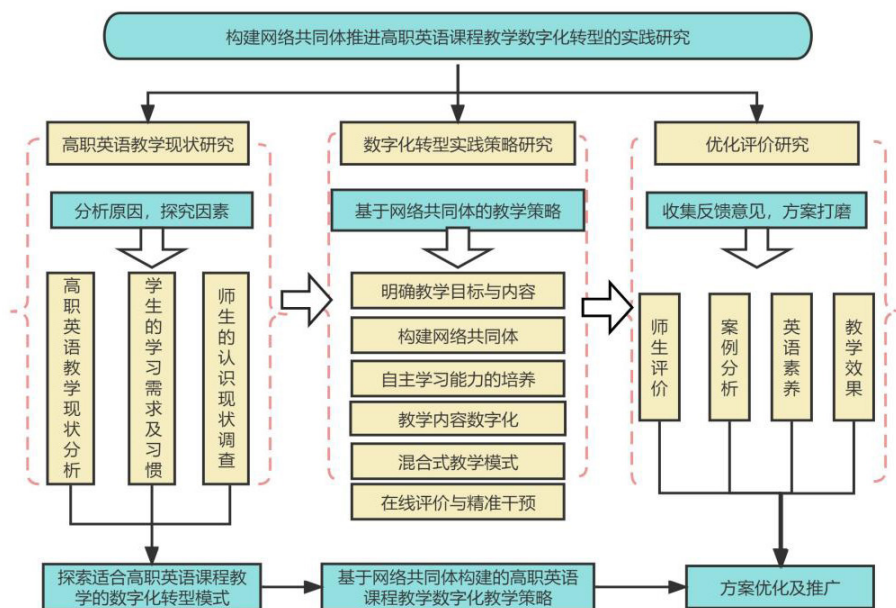 构建网络共同体推进高职英语课程教学数字化转型的实践研究
高职英语教学现状研究
数字化转型实践策略研究
优化评价研究
分析原因，探究因素
基于网络共同体的教学策略
收集反馈意见，方案打磨
高职英语教学现状分析
学生的学习需求及习惯
师生的认识现状调查
明确教学目标与内容
构建网络共同体
自主学习能力的培养
教学内容数字化
混合式教学模式
在线评价与精准干预
师生评价
案例分析
英语素养
教学效果
探索适合高职英语课程教
学的数字化转型模式
基于网络共同体构建的高职英语
课程教学数字化教学策略
方案优化及推广